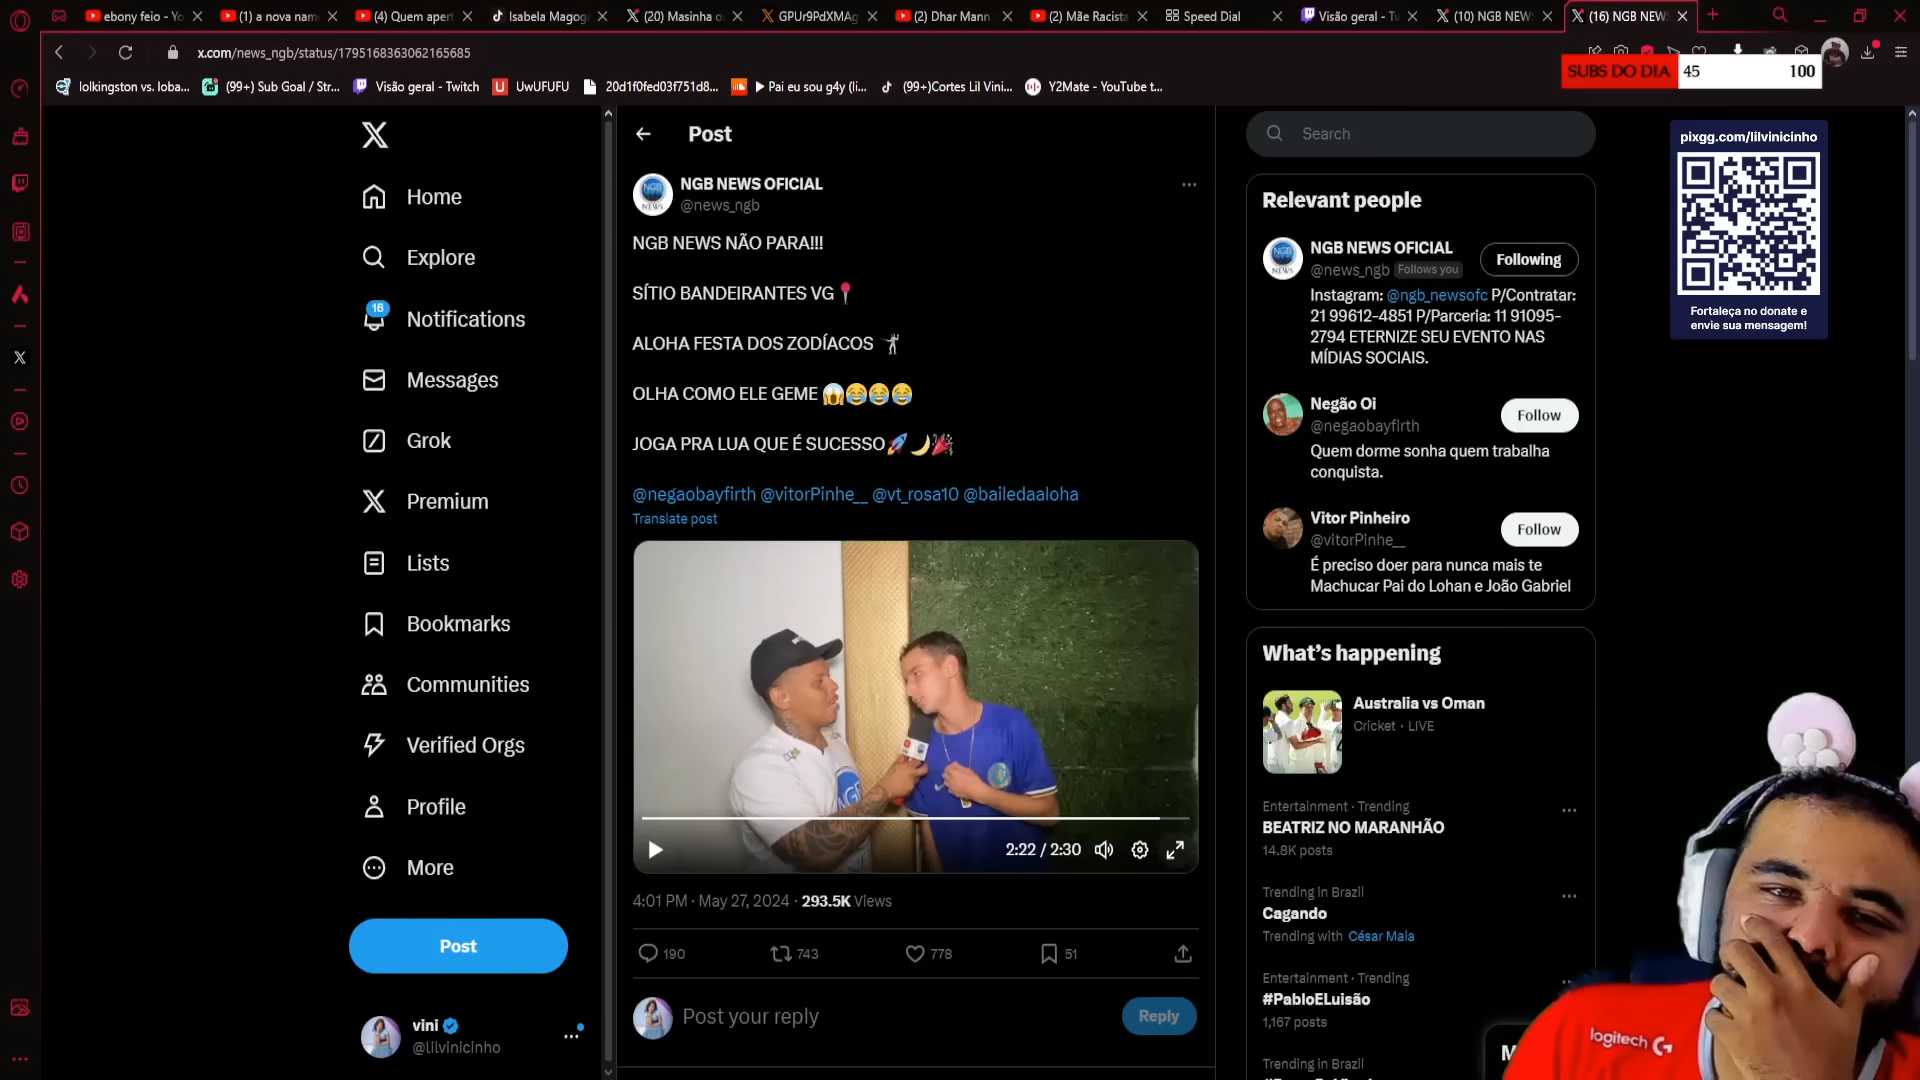 ebony feio - Yo
(1) a nova nam
(4) Quem aper
Isabela Magog
(20) Masinha o
GPUr9PdXMAg
(2) Dhar Mann
(2) Mãe Racista
Speed Dial
Visão geral - Tw
(10) NGB NEW
(16) NGB NEW
x.com/news_ngb/status/1795168363062165685
lolkingston vs. loba...
(99+) Sub Goal / Str...
Visão geral - Twitch
UwUFUFU
20d1f0fed03f751d8...
Pai eu sou g4y (li...
(99+)Cortes Lil Vini...
Y2Mate - YouTube t...
SUBS DO DIA 45 100
Home
Explore
16
Notifications
Messages
Grok
Premium
Lists
Bookmarks
Communities
Verified Orgs
Profile
More
Post
vini
@lilvinicinho
Post
NGB NEWS OFICIAL
@news_ngb
NGB NEWS NÃO PARA!!!
SÍTIO BANDEIRANTES VG
ALOHA FESTA DOS ZODÍACOS
OLHA COMO ELE GEME
JOGA PRA LUA QUE É SUCESSO
@negaobayfirth @vitorPinhe__ @vt_rosa10 @bailedaaloha
Translate post
NGB
2:22 / 2:30
4:01 PM · May 27, 2024 · 293.5K Views
190
743
778
51
Post your reply
Reply
Search
Relevant people
NGB NEWS OFICIAL
@news_ngb Follows you
Following
Instagram: @ngb_newsofc P/Contratar:
21 99612-4851 P/Parceria: 11 91095-
2794 ETERNIZE SEU EVENTO NAS
MÍDIAS SOCIAIS.
Negão Oi
@negaobayfirth
Follow
Quem dorme sonha quem trabalha
conquista.
Vitor Pinheiro
@vitorPinhe__
Follow
É preciso doer para nunca mais te
Machucar Pai do Lohan e João Gabriel
What's happening
Australia vs Oman
Cricket · LIVE
Entertainment · Trending
BEATRIZ NO MARANHÃO
14.8K posts
Trending in Brazil
Cagando
Trending with César Maia
Entertainment · Trending
#PabloELuisão
1,167 posts
Trending in Brazil
pixgg.com/lilvinicinho
Fortaleça no donate e
envie sua mensagem!
logitech G